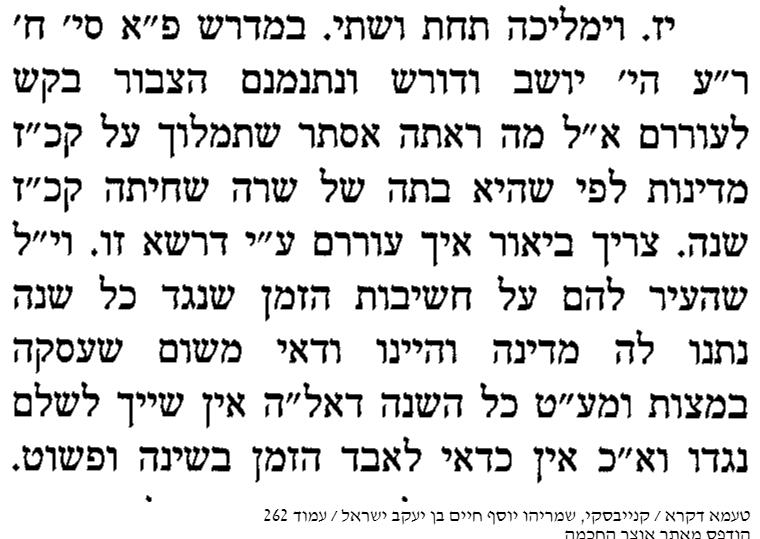 יז. וימליכה תחת ושתי. במדרש פ״א סי׳ ח׳
ר״ע הי׳ יושב ודורש ונתנמנם הצבור בקש
לעוררם א״ל מה ראתה אסתר שתמלוך על קכ״ז
מדינות לפי שהיא בתה של שרה שחיתה קכ״ז
שנה. צריך ביאור איך עוררם ע״י דרשא זו. וי״ל
שהעיר להם על חשיבות הזמן שנגד כל שנה
נתנו לה מדינה והיינו ודאי משום שעסקה
במצות ומע״ט כל השנה דאל״ה אין שייך לשלם
נגדו וא״כ אין כדאי לאבד הזמן בשינה ופשוט.
טעמא דקרא / קנייבסקי, שמריהו יוסף חיים בן יעקב ישראל / עמוד 262
הודפס מאתר אוצר החכמה